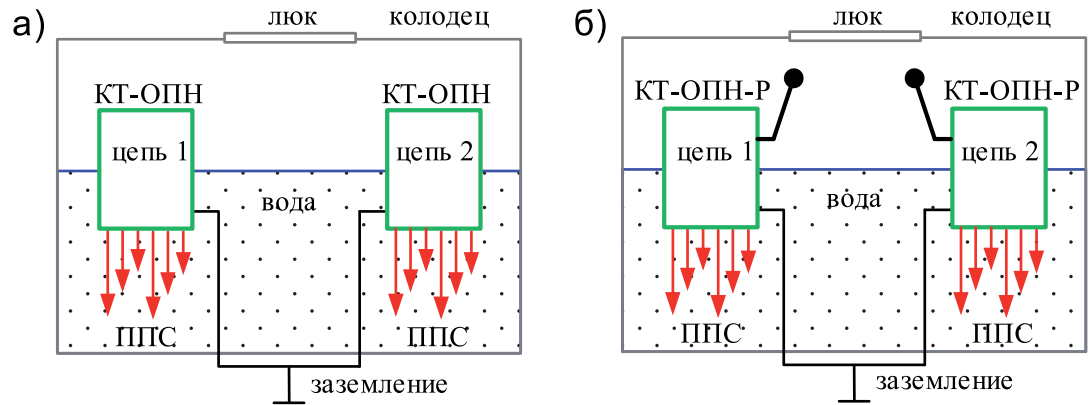 а)
люк
колодец
КТ-ОПН
КТ-ОПН
цепь 1
цепь 2
вода
ППС
ППС
заземление
б)
люк
колодец
КТ-ОПН-Р
КТ-ОПН-Р
цепь 1
цепь 2
вода
ППС
ППС
заземление